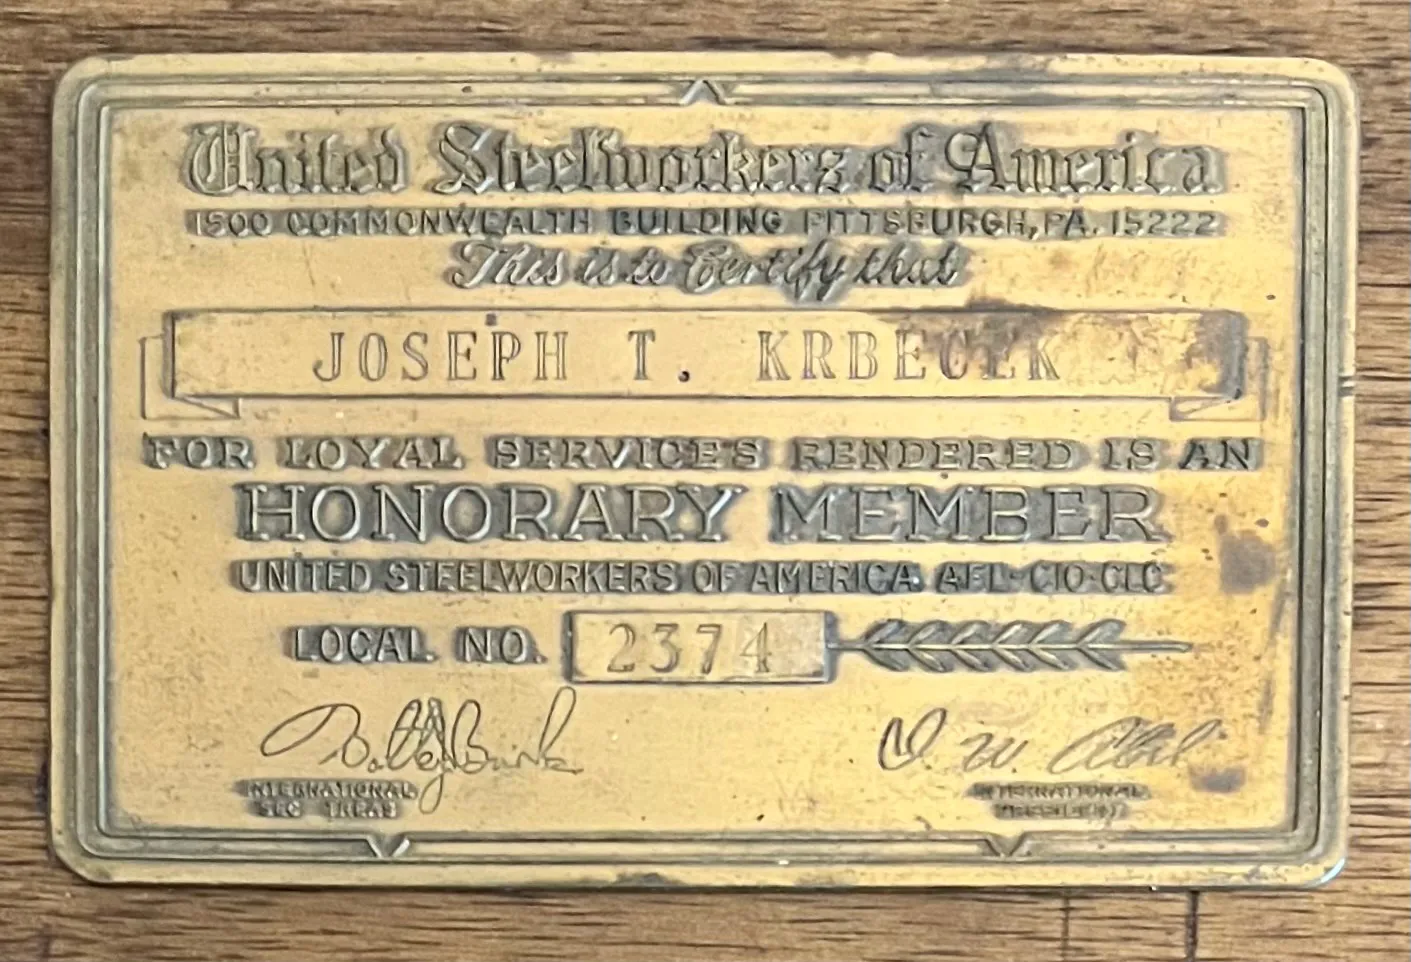 United Steelworkers of America
1500 COMMONWEALTH BUILDING PITTSBURGH, PA. 15222
This is to Certify that
JOSEPH T. KRBECEK
FOR LOYAL SERVICES RENDERED IS AN
HONORARY MEMBER
UNITED STEELWORKERS OF AMERICA AFL-CIO-CLC
LOCAL NO. 2374
I. W. Abel
INTERNATIONAL INTERNATIONAL
SEC TREAS PRESIDENT